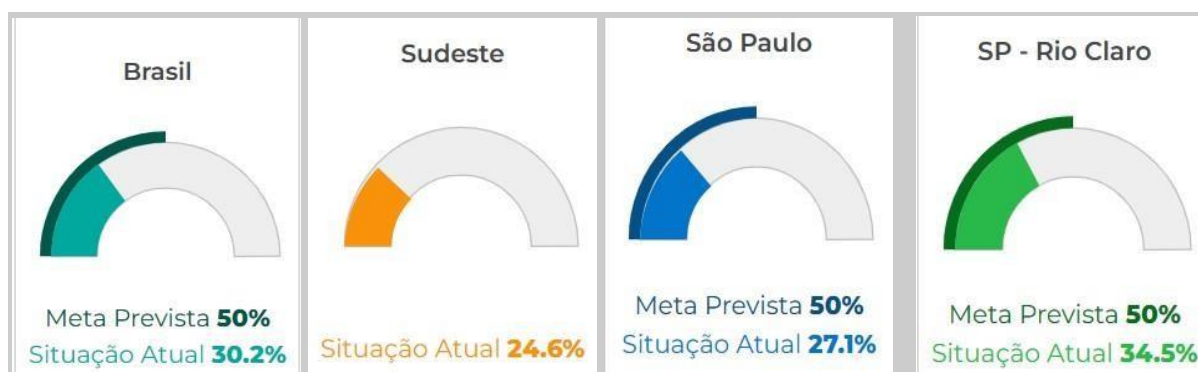 Brasil
Meta Prevista 50%
Situação Atual 30.2%
Sudeste
Situação Atual 24.6%
São Paulo
Meta Prevista 50%
Situação Atual 27.1%
SP - Rio Claro
Meta Prevista 50%
Situação Atual 34.5%